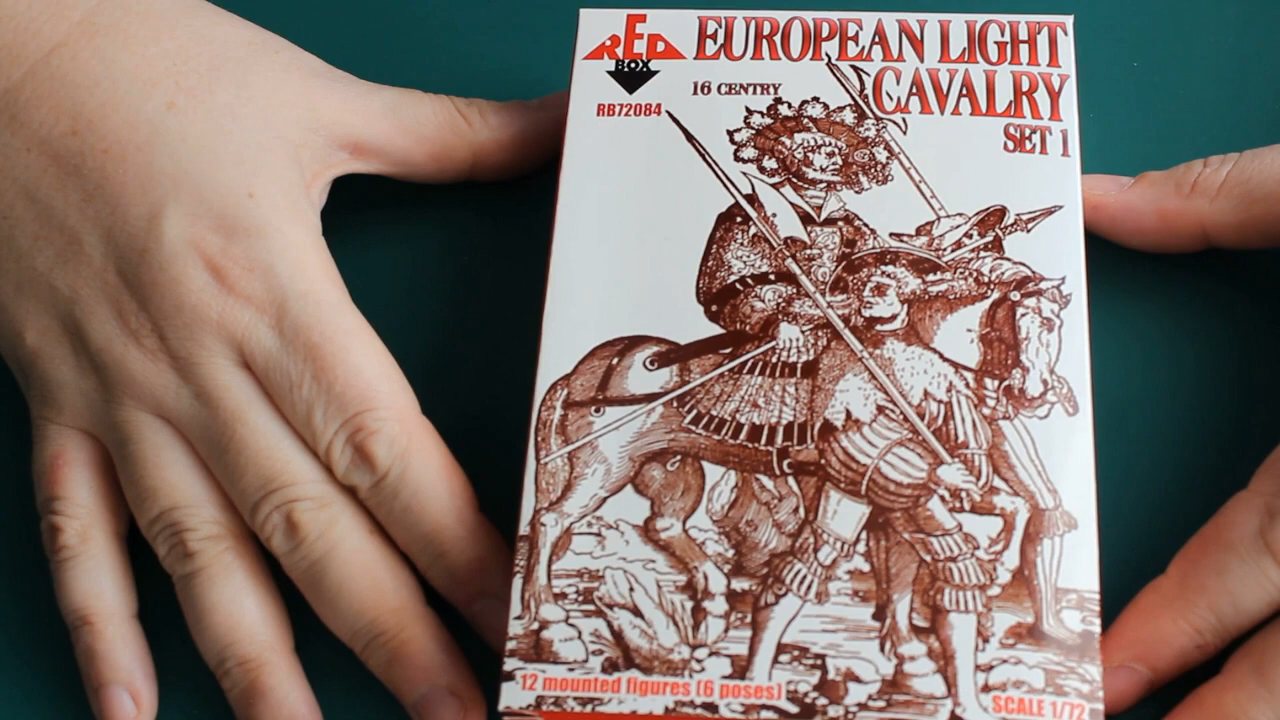 RED
BOX
RB72084
EUROPEAN LIGHT
CAVALRY
16 CENTRY
SET 1
12 mounted figures (6 poses)
SCALE 1/72